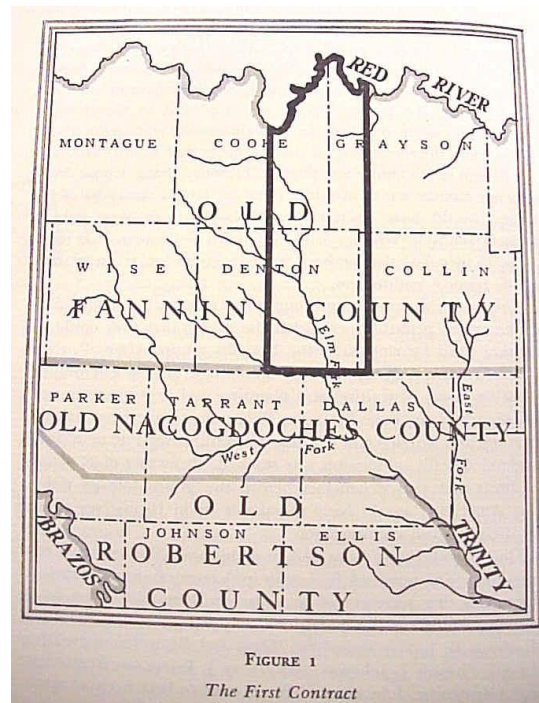 RED
RIVER
MONTAGUE
COOKE
GRAYSON
OLD
WISE
DENTON
COLLIN
FANNIN COUNTY
Elm Fork
PARKER
TARRANT
DALLAS
East Fork
OLD NACOGDOCHES COUNTY
West Fork
OLD
BRAZOS
TRINITY
JOHNSON
ELLIS
ROBERTSON
COUNTY
FIGURE 1
The First Contract